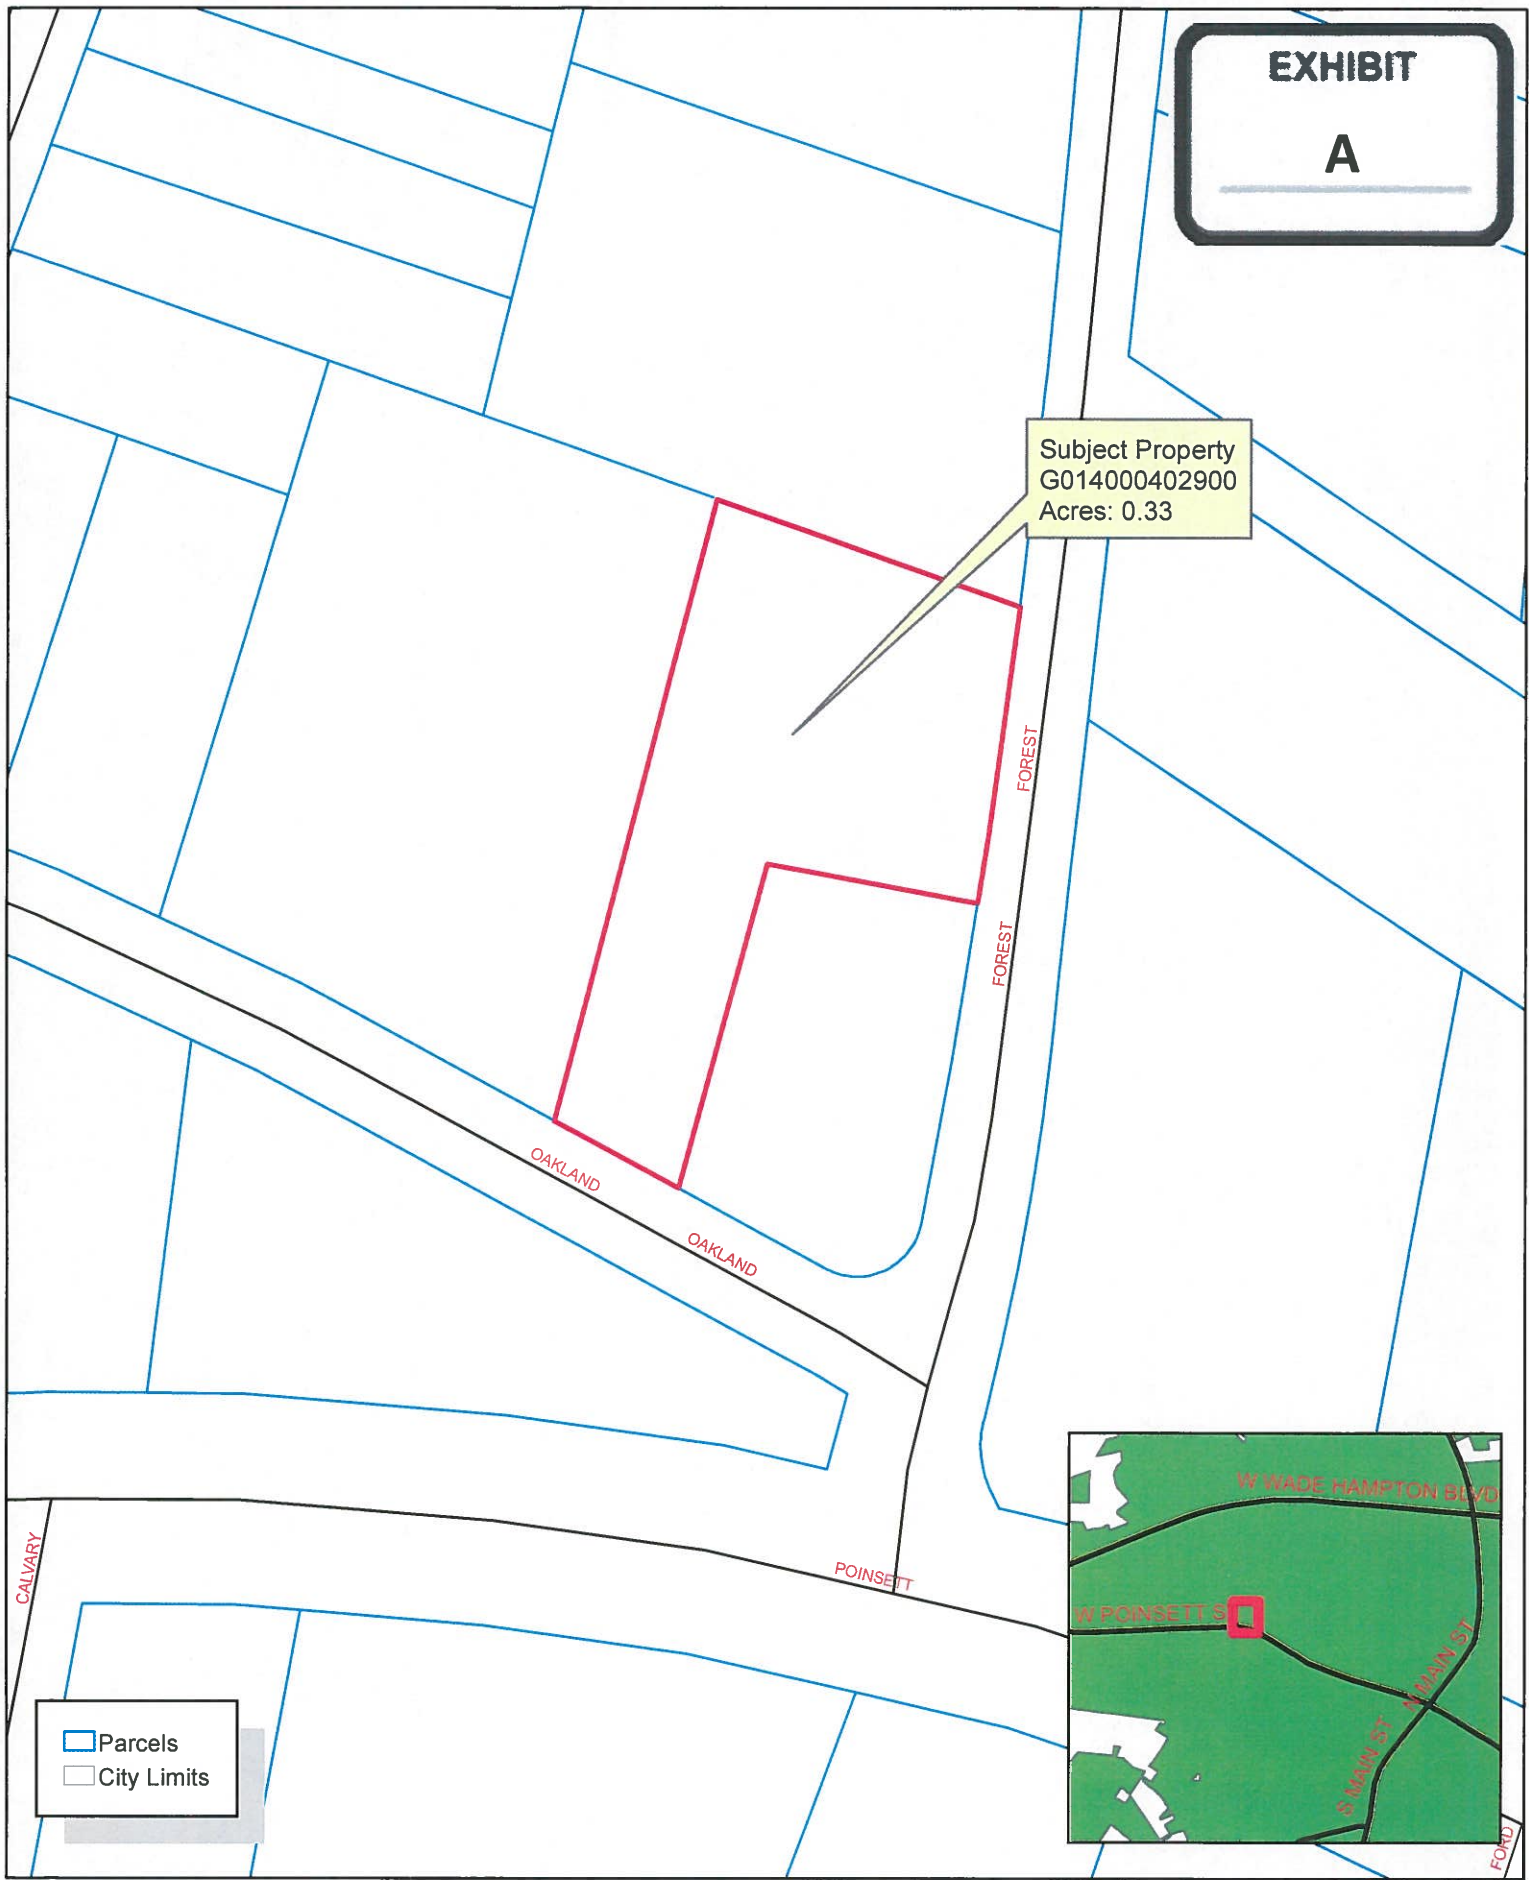 EXHIBIT
A
Subject Property
G014000402900
Acres: 0.33
FOREST
FOREST
OAKLAND
OAKLAND
POINSETT
CALVARY
W WADE HAMPTON BLVD
W POINSETT S
N MAIN ST
S MAIN ST
Parcels
City Limits
FORD